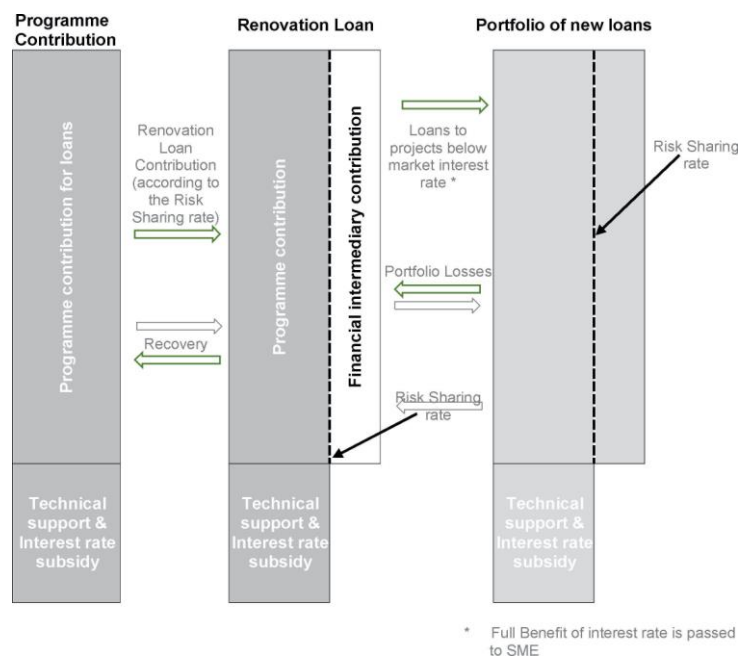 Programme
Contribution
Renovation Loan
Portfolio of new loans
Programme contribution for loans
Renovation
Loan
Contribution
(according to
the Risk
Sharing rate)
Recovery
Programme contribution
Financial intermediary contribution
Loans to
projects below
market interest
rate *
Portfolio Losses
Risk Sharing
rate
Risk Sharing
rate
Technical
support &
Interest rate
subsidy
Technical
support &
Interest rate
subsidy
Technical
support &
Interest rate
subsidy
* Full Benefit of interest rate is passed
to SME